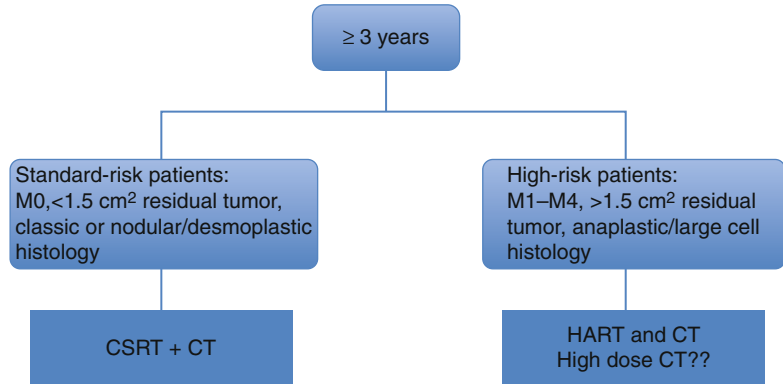 ≥ 3 years
Standard-risk patients:
M0,<1.5 cm² residual tumor,
classic or nodular/desmoplastic
histology
High-risk patients:
M1–M4, >1.5 cm² residual
tumor, anaplastic/large cell
histology
CSRT + CT
HART and CT
High dose CT??